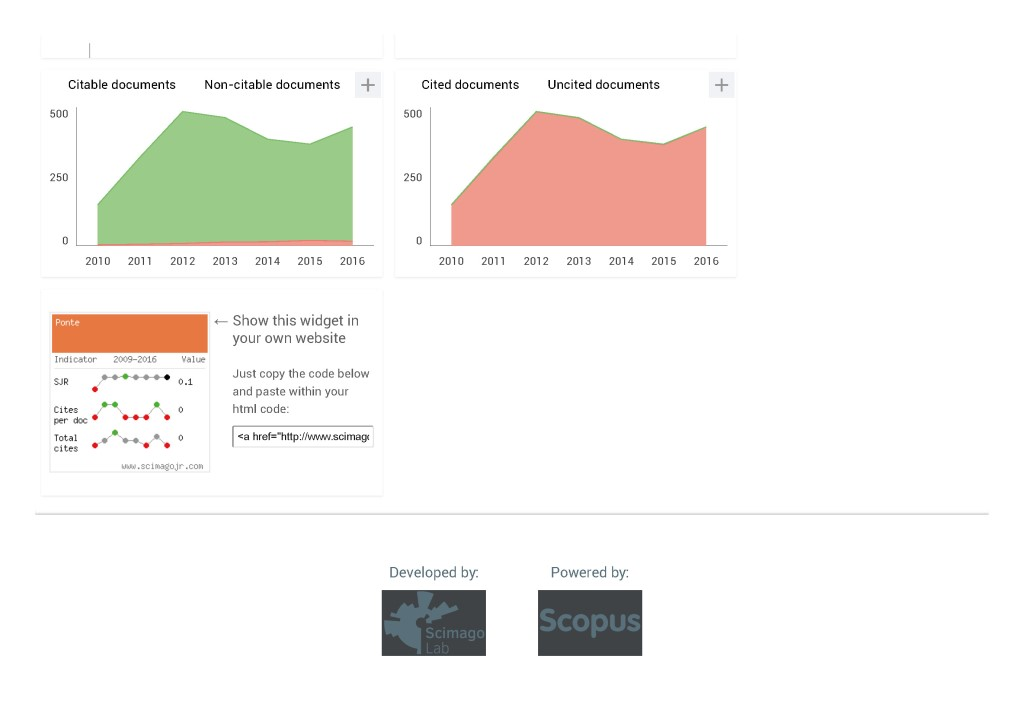 Citable documents Non-citable documents +
500
250
0
2010 2011 2012 2013 2014 2015 2016
Cited documents Uncited documents +
500
250
0
2010 2011 2012 2013 2014 2015 2016
Ponte
Indicator 2009-2016 Value
SJR 0.1
Cites
per doc 0
Total
cites 0
www.scimagojr.com
← Show this widget in
your own website
Just copy the code below
and paste within your
html code:
<a href="http://www.scimag
Developed by:
Scimago
Lab
Powered by:
Scopus